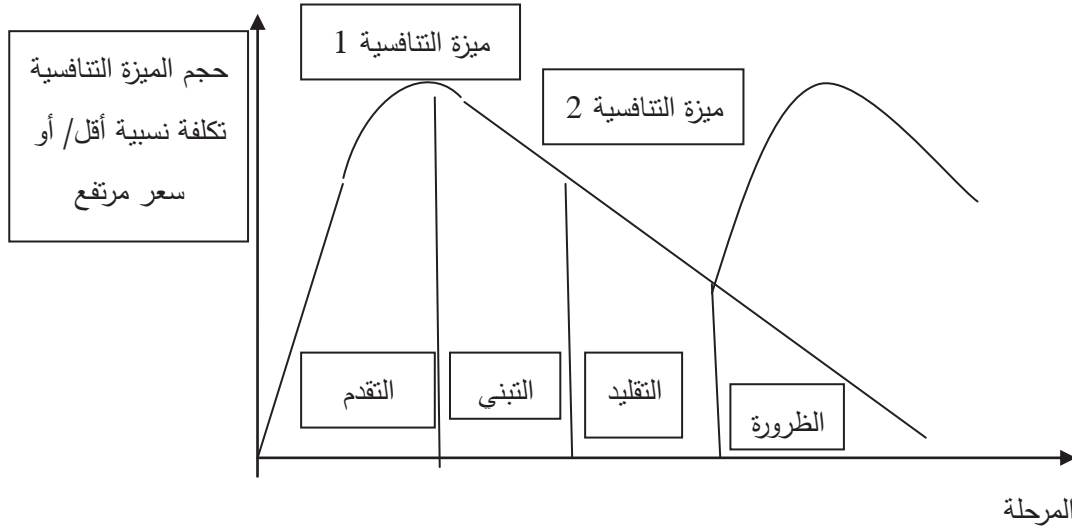 ميزة التنافسية 1
حجم الميزة التنافسية
تكلفة نسبية أقل/ أو
سعر مرتفع
ميزة التنافسية 2
التقدم
التبني
التقليد
الظرورة
المرحلة